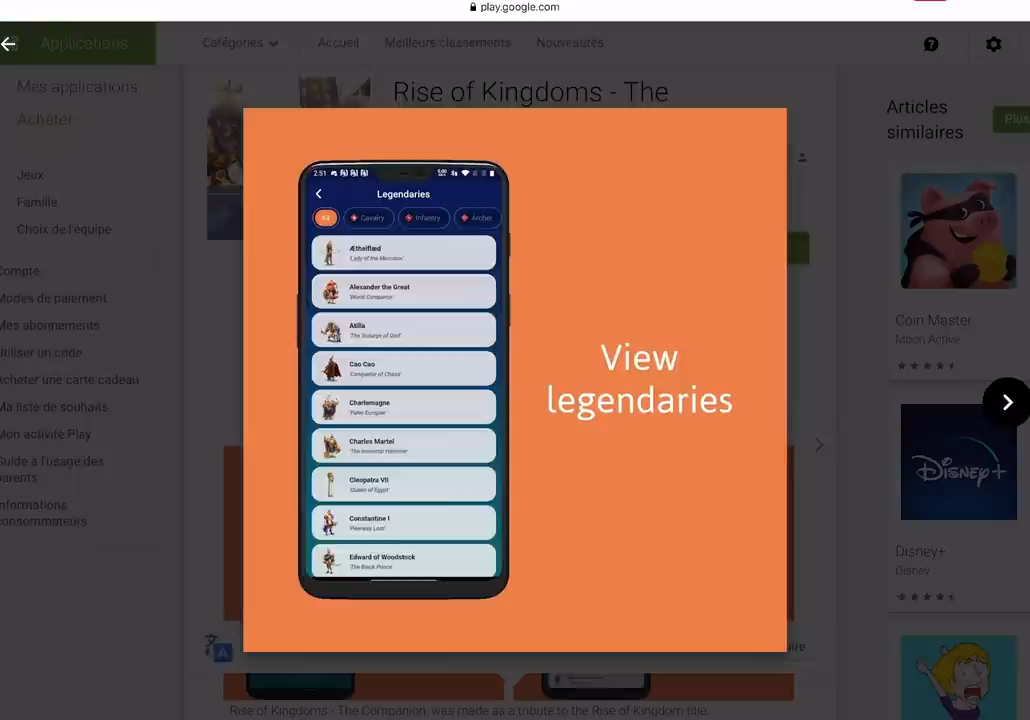 play.google.com
Applications
Catégories
Accueil
Meilleurs classements
Nouveautés
Mes applications
Acheter
Jeux
Famille
Choix de l'équipe
Compte
Modes de paiement
Mes abonnements
Utiliser un code
Acheter une carte cadeau
Ma liste de souhaits
Mon activité Play
Guide à l'usage des
parents
Informations
consommateurs
Rise of Kingdoms - The
2:51
Legendaries
All
Cavalry
Infantry
Archer
Æthelflæd
'Lady of the Mercians'
Alexander the Great
'World Conqueror'
Attila
'The Scourge of God'
Cao Cao
'Conqueror of Chaos'
Charlemagne
'Pater Europae'
Charles Martel
'The Immortal Hammer'
Cleopatra VII
'Queen of Egypt'
Constantine I
'Peerless Lord'
Edward of Woodstock
'The Black Prince'
View
legendaries
Rise of Kingdoms - The Companion, was made as a tribute to the Rise of Kingdom title.
Articles
similaires
Plus
Coin Master
Moon Active
Disney+
Disney+
Disney